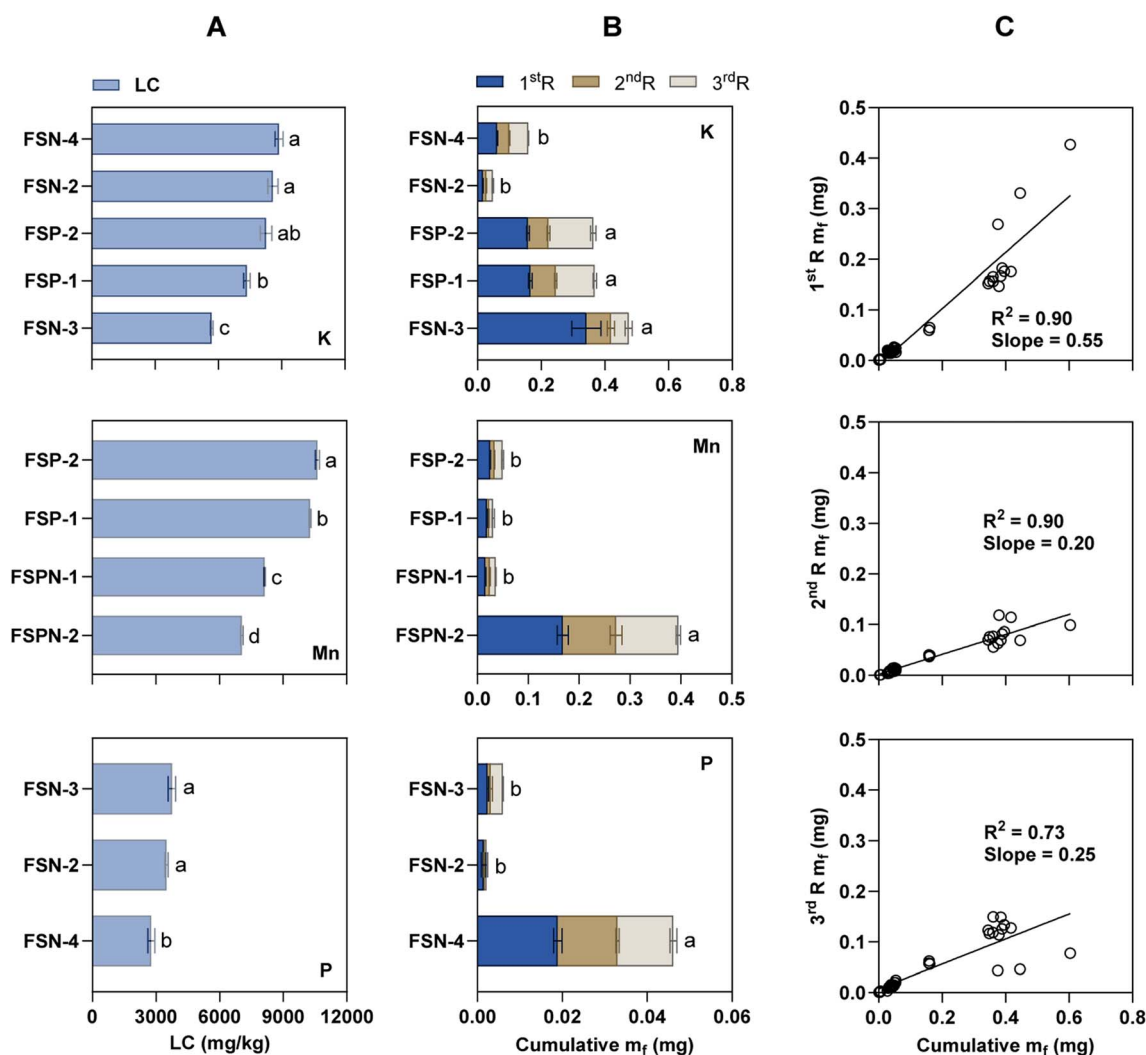 A
B
C
LC
1stR 2ndR 3rdR
FSN-4
FSN-2
FSP-2
FSP-1
FSN-3
a
a
ab
b
c
K
FSN-4
FSN-2
FSP-2
FSP-1
FSN-3
b
b
a
a
a
K
0.0 0.2 0.4 0.6 0.8
1st R mf (mg)
0.5
0.4
0.3
0.2
0.1
0.0
R2 = 0.90
Slope = 0.55
FSP-2
FSP-1
FSPN-1
FSPN-2
a
b
c
d
Mn
FSP-2
FSP-1
FSPN-1
FSPN-2
b
b
b
a
Mn
0.0 0.1 0.2 0.3 0.4 0.5
2nd R mf (mg)
0.5
0.4
0.3
0.2
0.1
0.0
R2 = 0.90
Slope = 0.20
FSN-3
FSN-2
FSN-4
a
a
b
P
0 3000 6000 9000 12000
LC (mg/kg)
FSN-3
FSN-2
FSN-4
b
b
a
P
0.00 0.02 0.04 0.06
Cumulative mf (mg)
3rd R mf (mg)
0.5
0.4
0.3
0.2
0.1
0.0
R2 = 0.73
Slope = 0.25
0.0 0.2 0.4 0.6 0.8
Cumulative mf (mg)